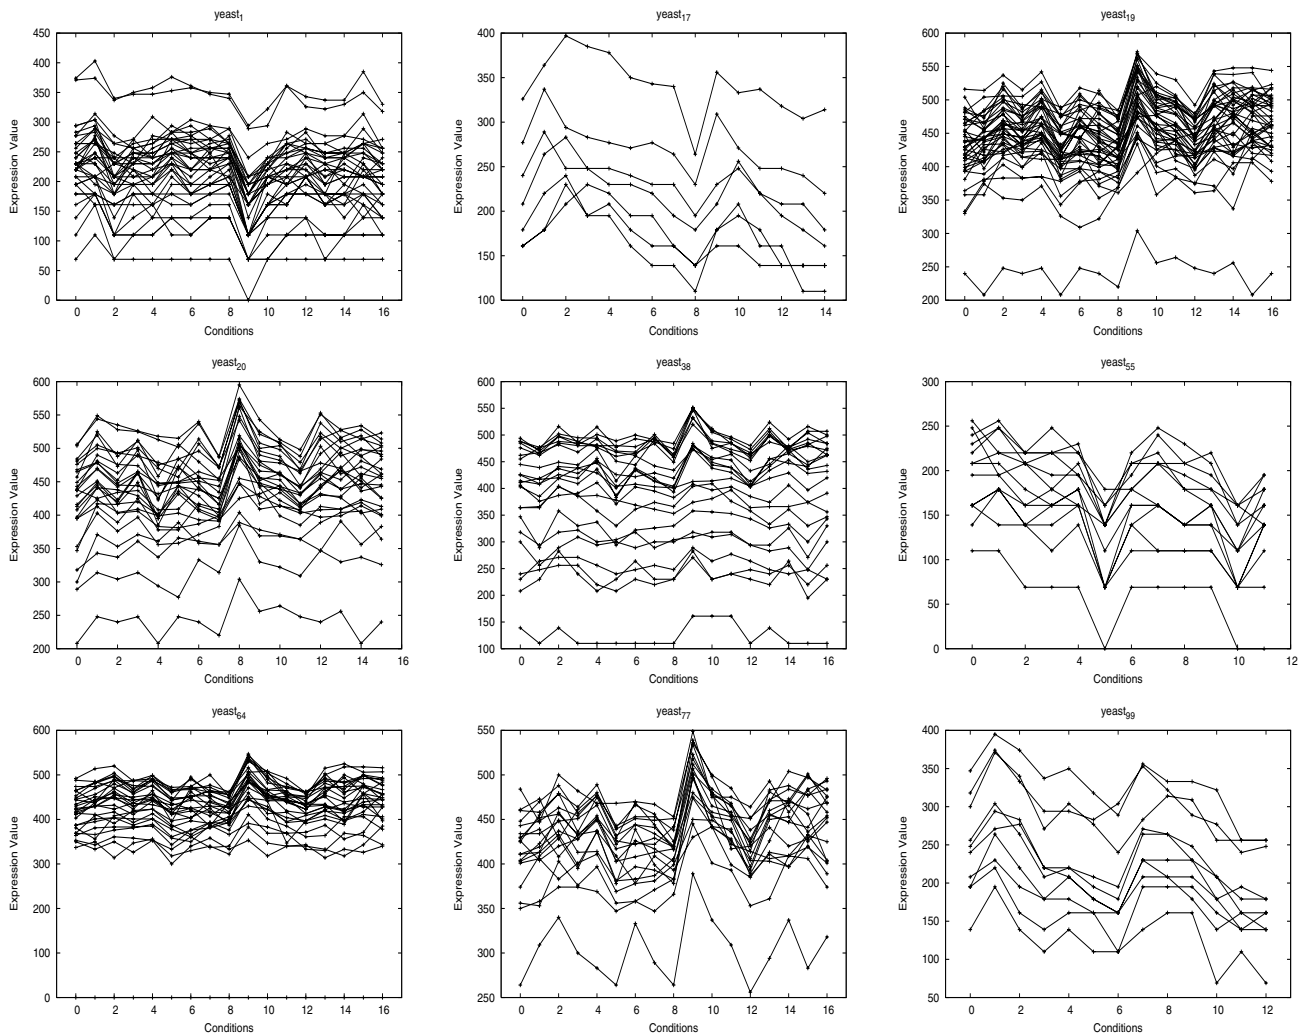 yeast₁
450
400
350
300
250
200
150
100
50
0
Expression Value
0 2 4 6 8 10 12 14 16
Conditions
yeast₁₇
400
350
300
250
200
150
100
Expression Value
0 2 4 6 8 10 12 14
Conditions
yeast₁₉
600
550
500
450
400
350
300
250
200
Expression Value
0 2 4 6 8 10 12 14 16
Conditions
yeast₂₀
600
550
500
450
400
350
300
250
200
Expression Value
0 2 4 6 8 10 12 14 16
Conditions
yeast₃₈
600
550
500
450
400
350
300
250
200
150
100
Expression Value
0 2 4 6 8 10 12 14 16
Conditions
yeast₅₅
300
250
200
150
100
50
0
Expression Value
0 2 4 6 8 10 12
Conditions
yeast₆₄
600
500
400
300
200
100
0
Expression Value
0 2 4 6 8 10 12 14 16
Conditions
yeast₇₇
550
500
450
400
350
300
250
Expression Value
0 2 4 6 8 10 12 14 16
Conditions
yeast₉₉
400
350
300
250
200
150
100
50
Expression Value
0 2 4 6 8 10 12
Conditions